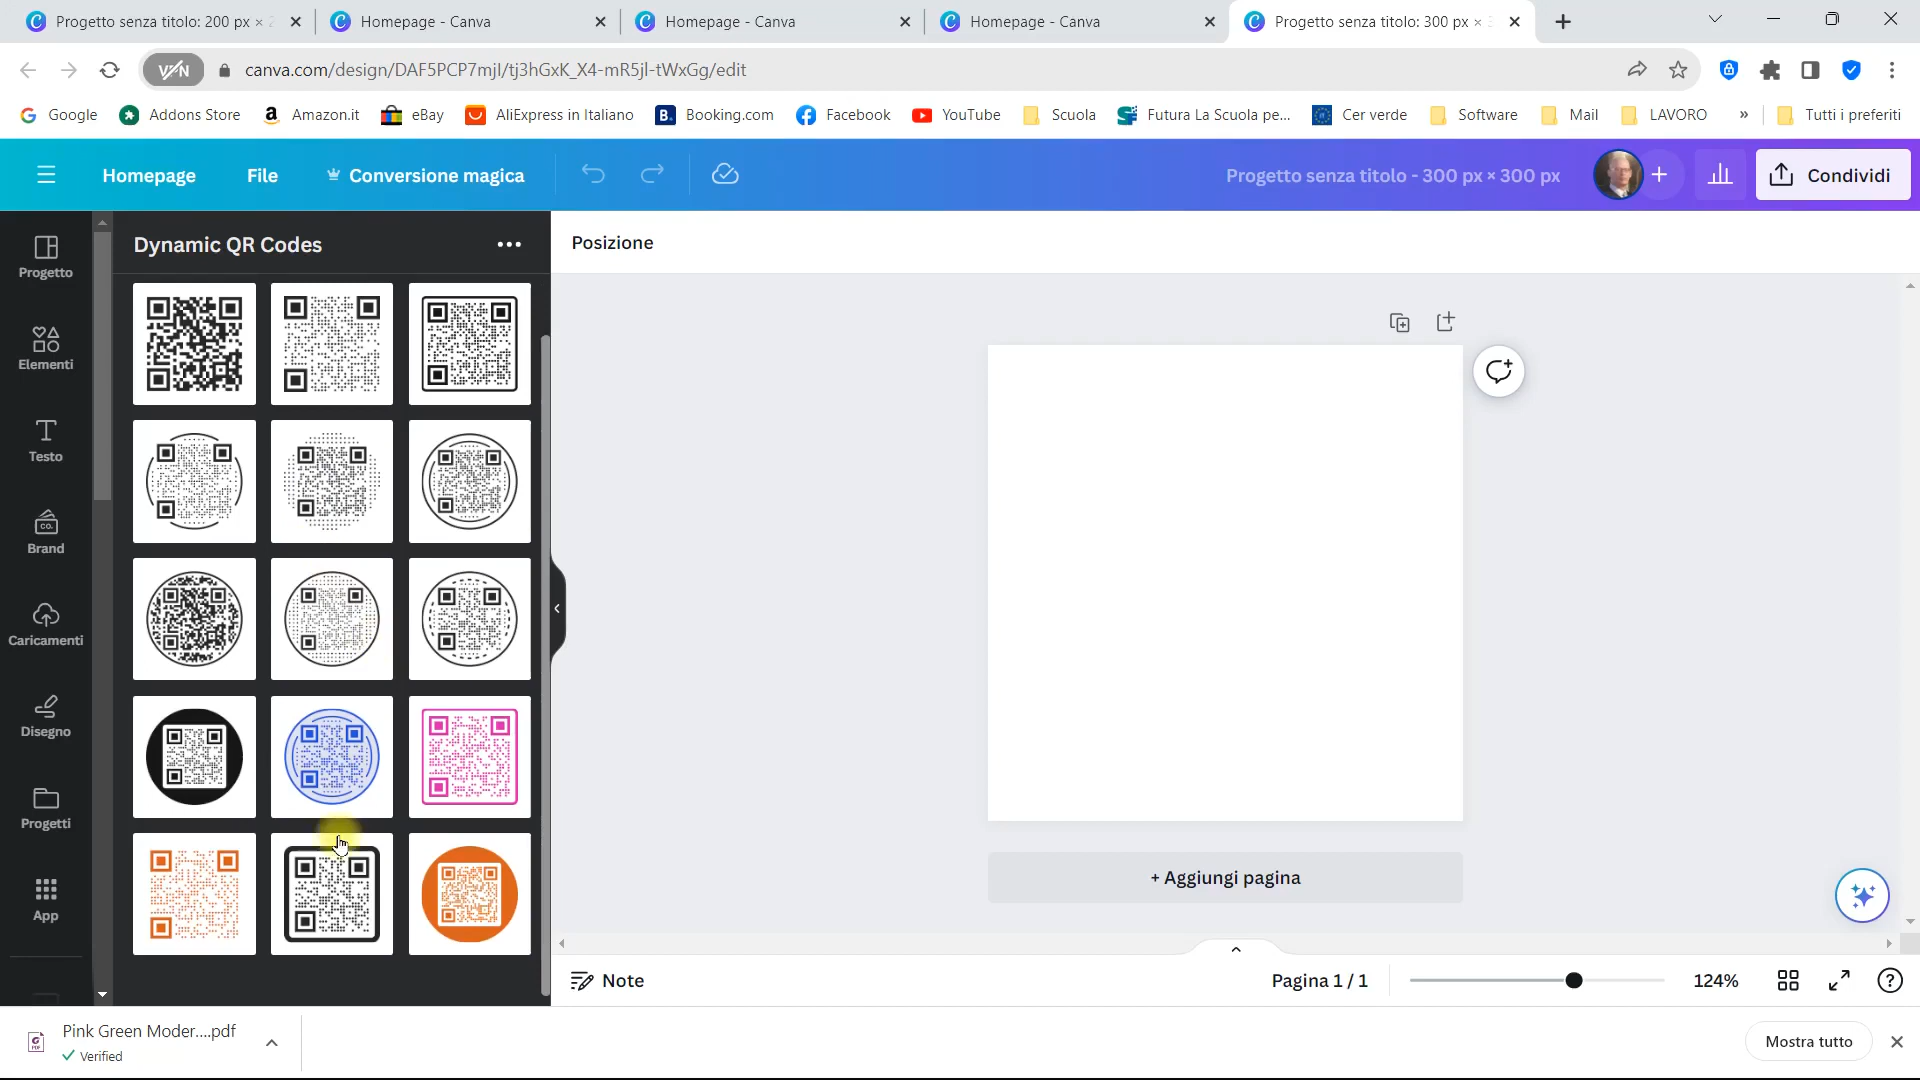 Progetto senza titolo: 200 px ×
Homepage - Canva
Homepage - Canva
Homepage - Canva
Progetto senza titolo: 300 px ×
VPN
canva.com/design/DAF5PCP7mjI/tj3hGxK_X4-mR5jl-tWxGg/edit
Google
Addons Store
Amazon.it
eBay
AliExpress in Italiano
Booking.com
Facebook
YouTube
Scuola
Futura La Scuola pe...
Cer verde
Software
Mail
LAVORO
»
Tutti i preferiti
Homepage
File
Conversione magica
Progetto senza titolo - 300 px × 300 px
Condividi
Progetto
Elementi
Testo
Brand
Caricamenti
Disegno
Progetti
App
Dynamic QR Codes
Posizione
+ Aggiungi pagina
Note
Pagina 1 / 1
124%
Pink Green Moder....pdf
Verified
Mostra tutto